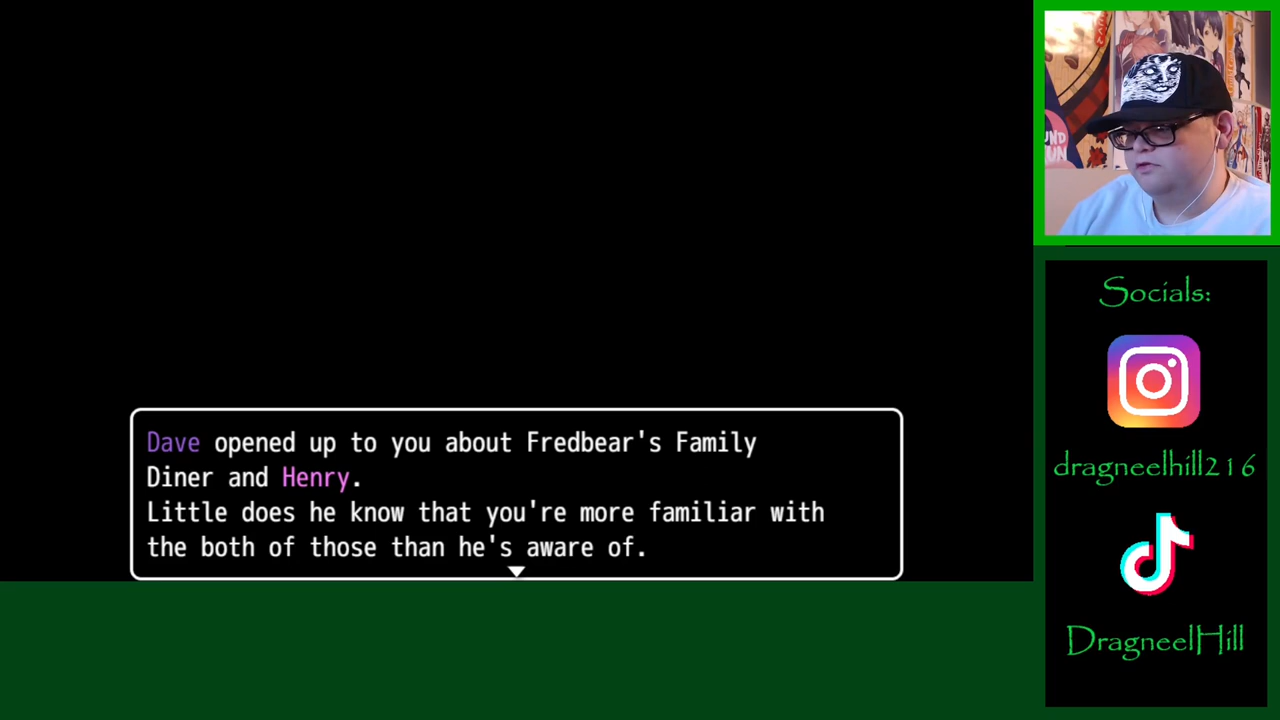 Dave opened up to you about Fredbear's Family
Diner and Henry.
Little does he know that you're more familiar with
the both of those than he's aware of.
Socials:
dragneelhill216
DragneelHill